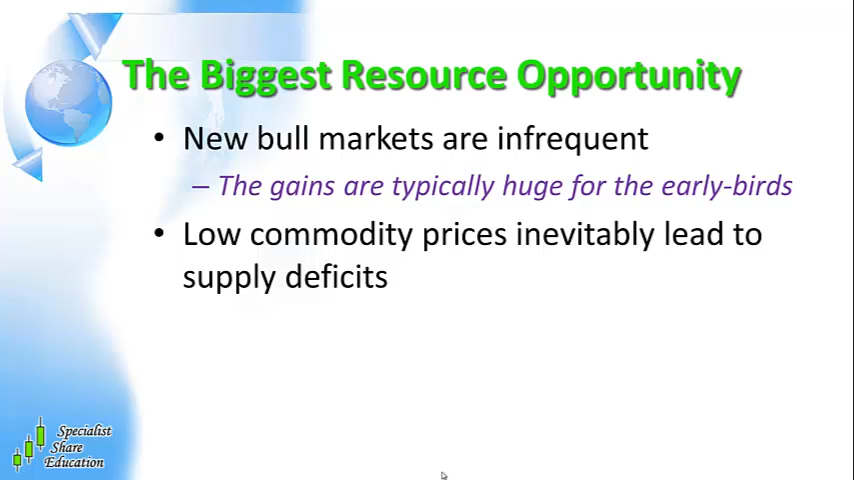 The Biggest Resource Opportunity
• New bull markets are infrequent
– The gains are typically huge for the early-birds
• Low commodity prices inevitably lead to
supply deficits
Specialist
Share
Education